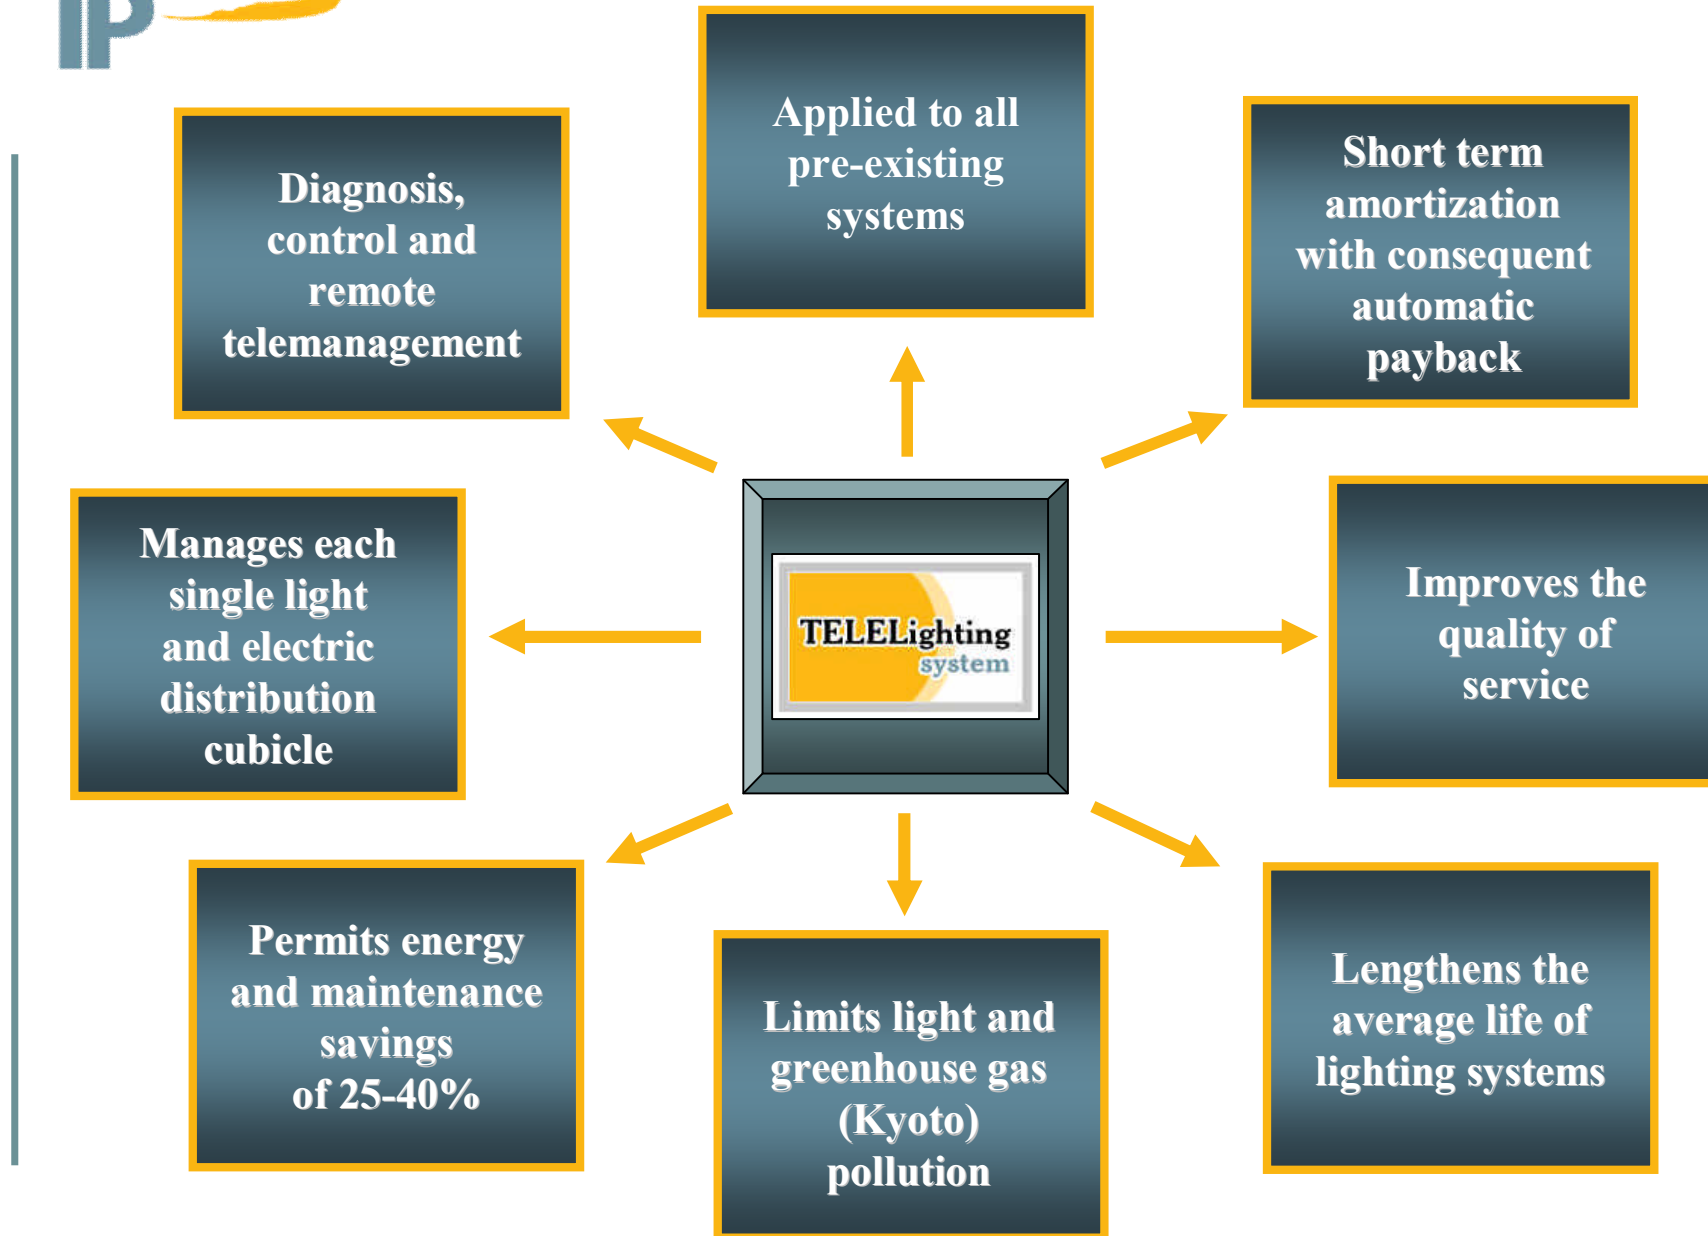 IP
Applied to all
pre-existing
systems
Diagnosis,
control and
remote
telemanagement
Short term
amortization
with consequent
automatic
payback
Manages each
single light
and electric
distribution
cubicle
TELELighting
system
Improves the
quality of
service
Permits energy
and maintenance
savings
of 25-40%
Limits light and
greenhouse gas
(Kyoto)
pollution
Lengthens the
average life of
lighting systems